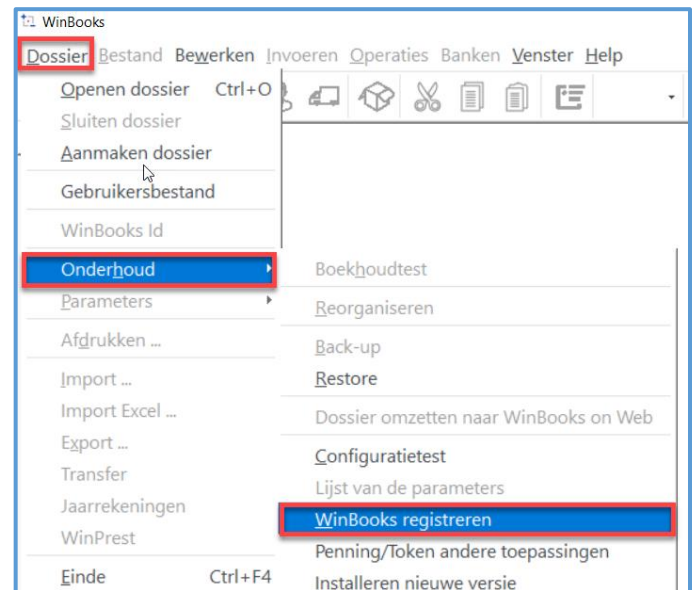 WinBooks
Dossier Bestand Bewerken Invoeren Operaties Banken Venster Help
Openen dossier Ctrl+O
Sluiten dossier
Aanmaken dossier
Gebruikersbestand
WinBooks Id
Onderhoud
Parameters
Afdrukken ...
Import ...
Import Excel ...
Export ...
Transfer
Jaarrekeningen
WinPrest
Einde Ctrl+F4
Boekhoudtest
Reorganiseren
Back-up
Restore
Dossier omzetten naar WinBooks on Web
Configuratietest
Lijst van de parameters
WinBooks registreren
Penning/Token andere toepassingen
Installeren nieuwe versie